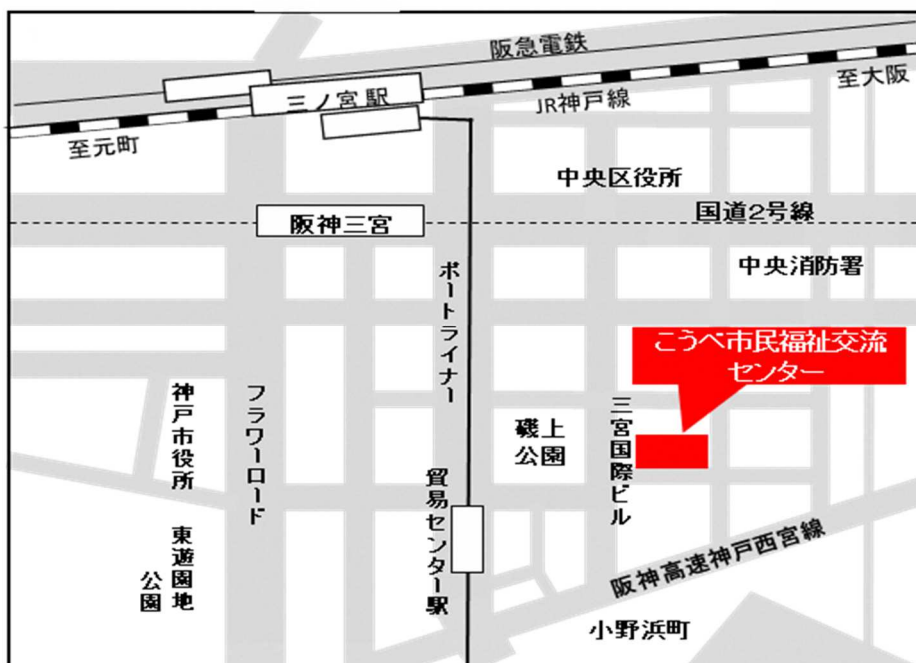 阪急電鉄
三ノ宮駅
JR神戸線
至大阪
至元町
中央区役所
国道2号線
阪神三宮
中央消防署
ポートライナー
こうべ市民福祉交流
センター
神戸市役所
フラワーロード
磯上
公園
三宮国際ビル
貿易センター駅
東遊園地
公園
阪神高速神戸西宮線
小野浜町